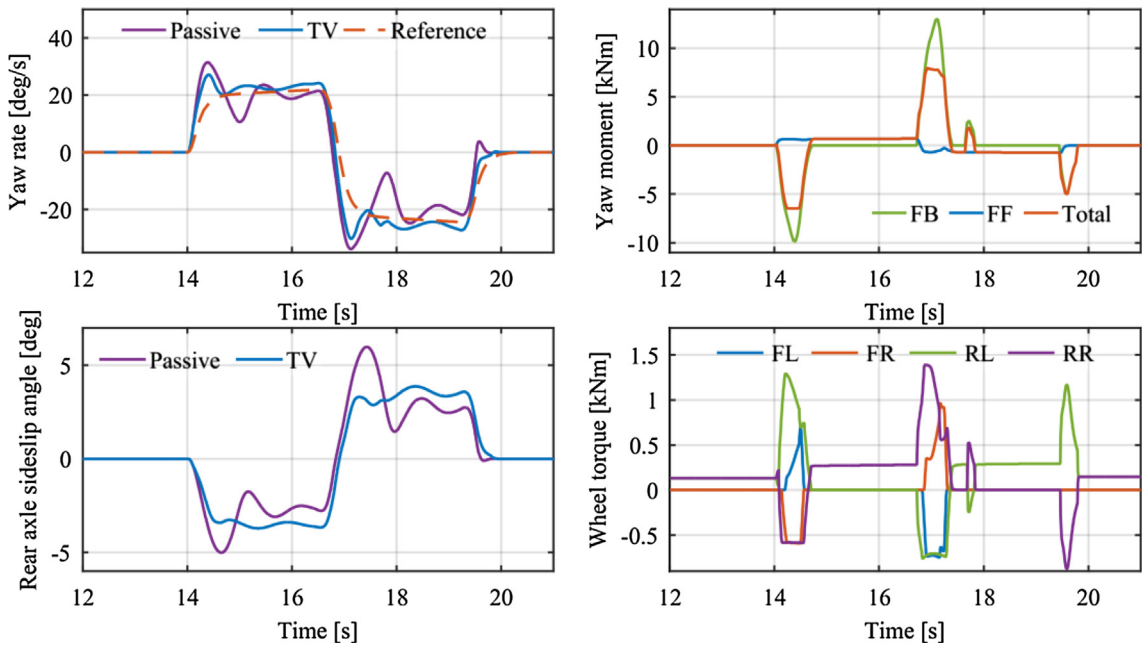 Yaw rate [deg/s]
40
20
0
-20
Passive TV Reference
12 14 16 18 20
Time [s]
Yaw moment [kNm]
10
5
0
-5
-10
FB FF Total
12 14 16 18 20
Time [s]
Rear axle sideslip angle [deg]
5
0
-5
Passive TV
12 14 16 18 20
Time [s]
Wheel torque [kNm]
1.5
1
0.5
0
-0.5
FL FR RL RR
12 14 16 18 20
Time [s]